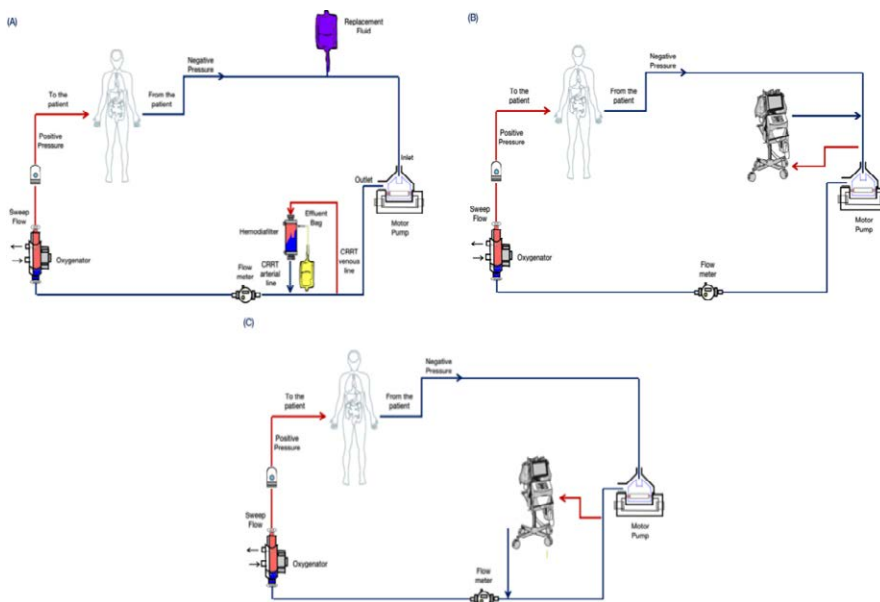 (A)
Replacement
Fluid
Negative
Pressure
To the
patient
From the
patient
Positive
Pressure
Inlet
Outlet
Motor
Pump
Sweep
Flow
Oxygenator
Hemodiafilter
Effluent
Bag
CRRT
arterial
line
CRRT
venous
line
Flow
meter
(B)
Negative
Pressure
To the
patient
From the
patient
Positive
Pressure
Sweep
Flow
Oxygenator
Motor
Pump
Flow
meter
(C)
Negative
Pressure
To the
patient
From the
patient
Positive
Pressure
Sweep
Flow
Oxygenator
Motor
Pump
Flow
meter